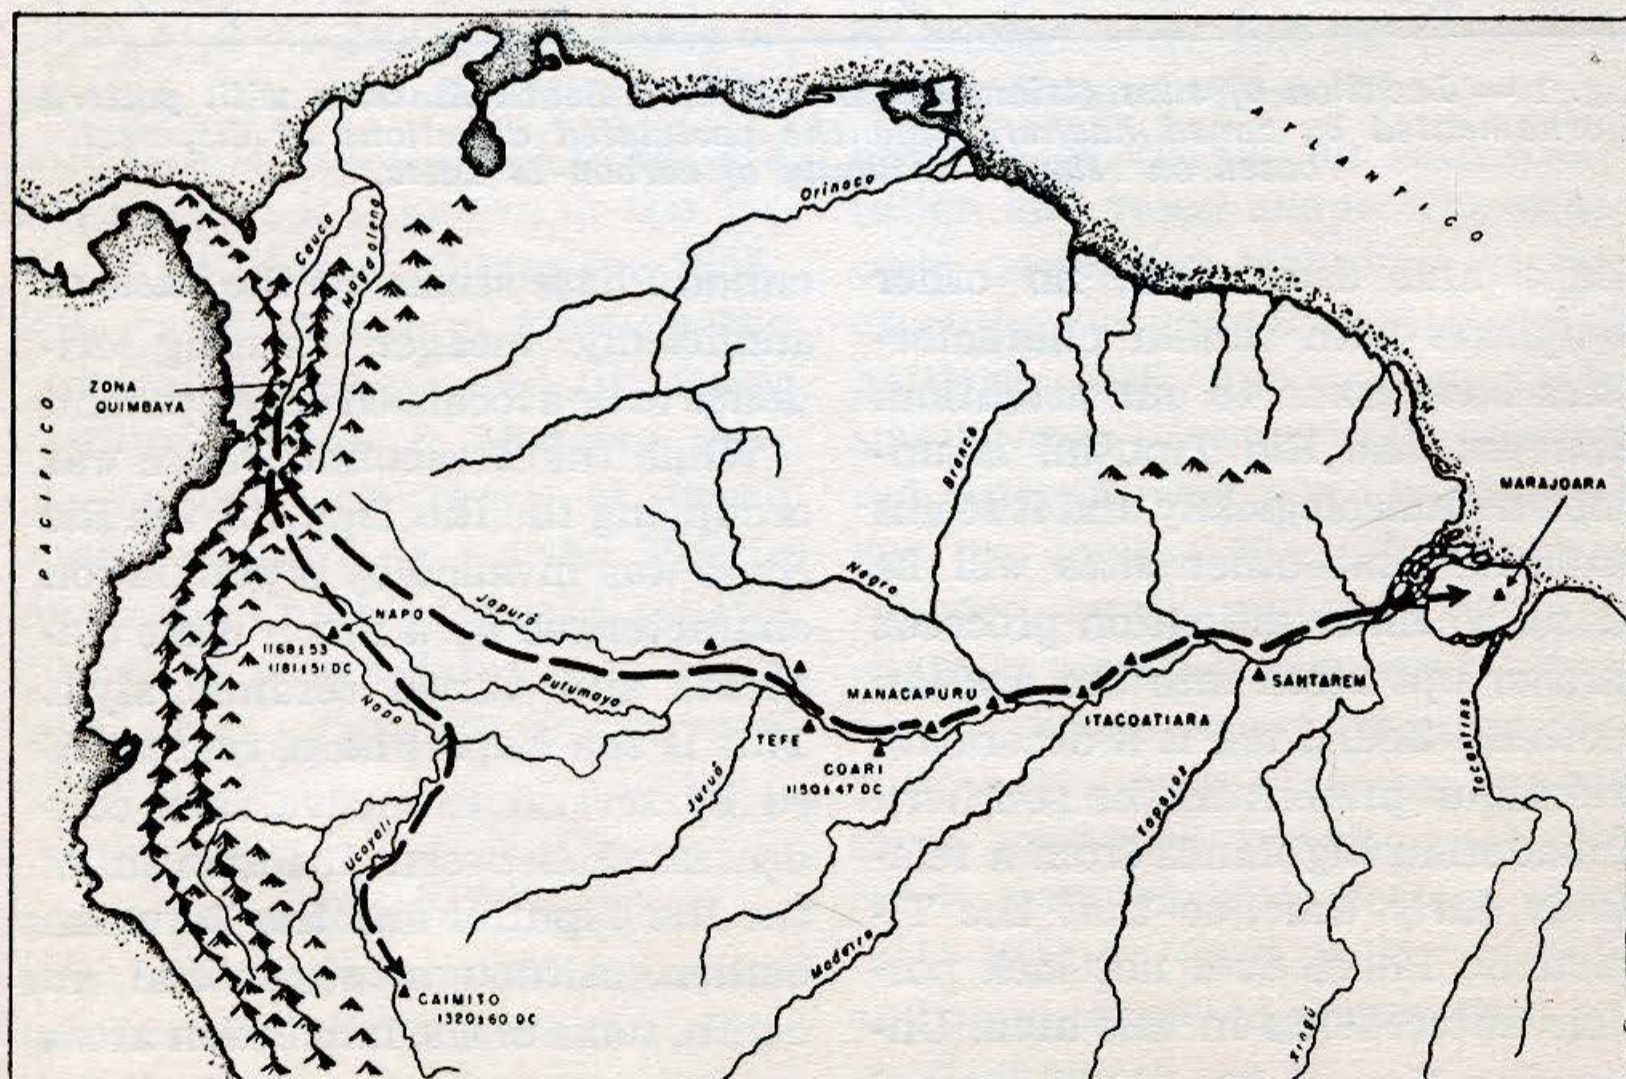 ATLANTICO
Orinoco
Cauca
Magdalena
ZONA
QUIMBAYA
PACIFICO
Branco
MARAJOARA
Negro
Japurá
NAPO
1168±53
1181±51 DC
Putumayo
Napo
MANACAPURU
SANTAREM
ITACOATIARA
TEFE
COARI
1150±47 DC
Juruá
Tapajoz
Tocantins
Ucayali
Madeira
CAIMITO
1320±60 DC
Xingú